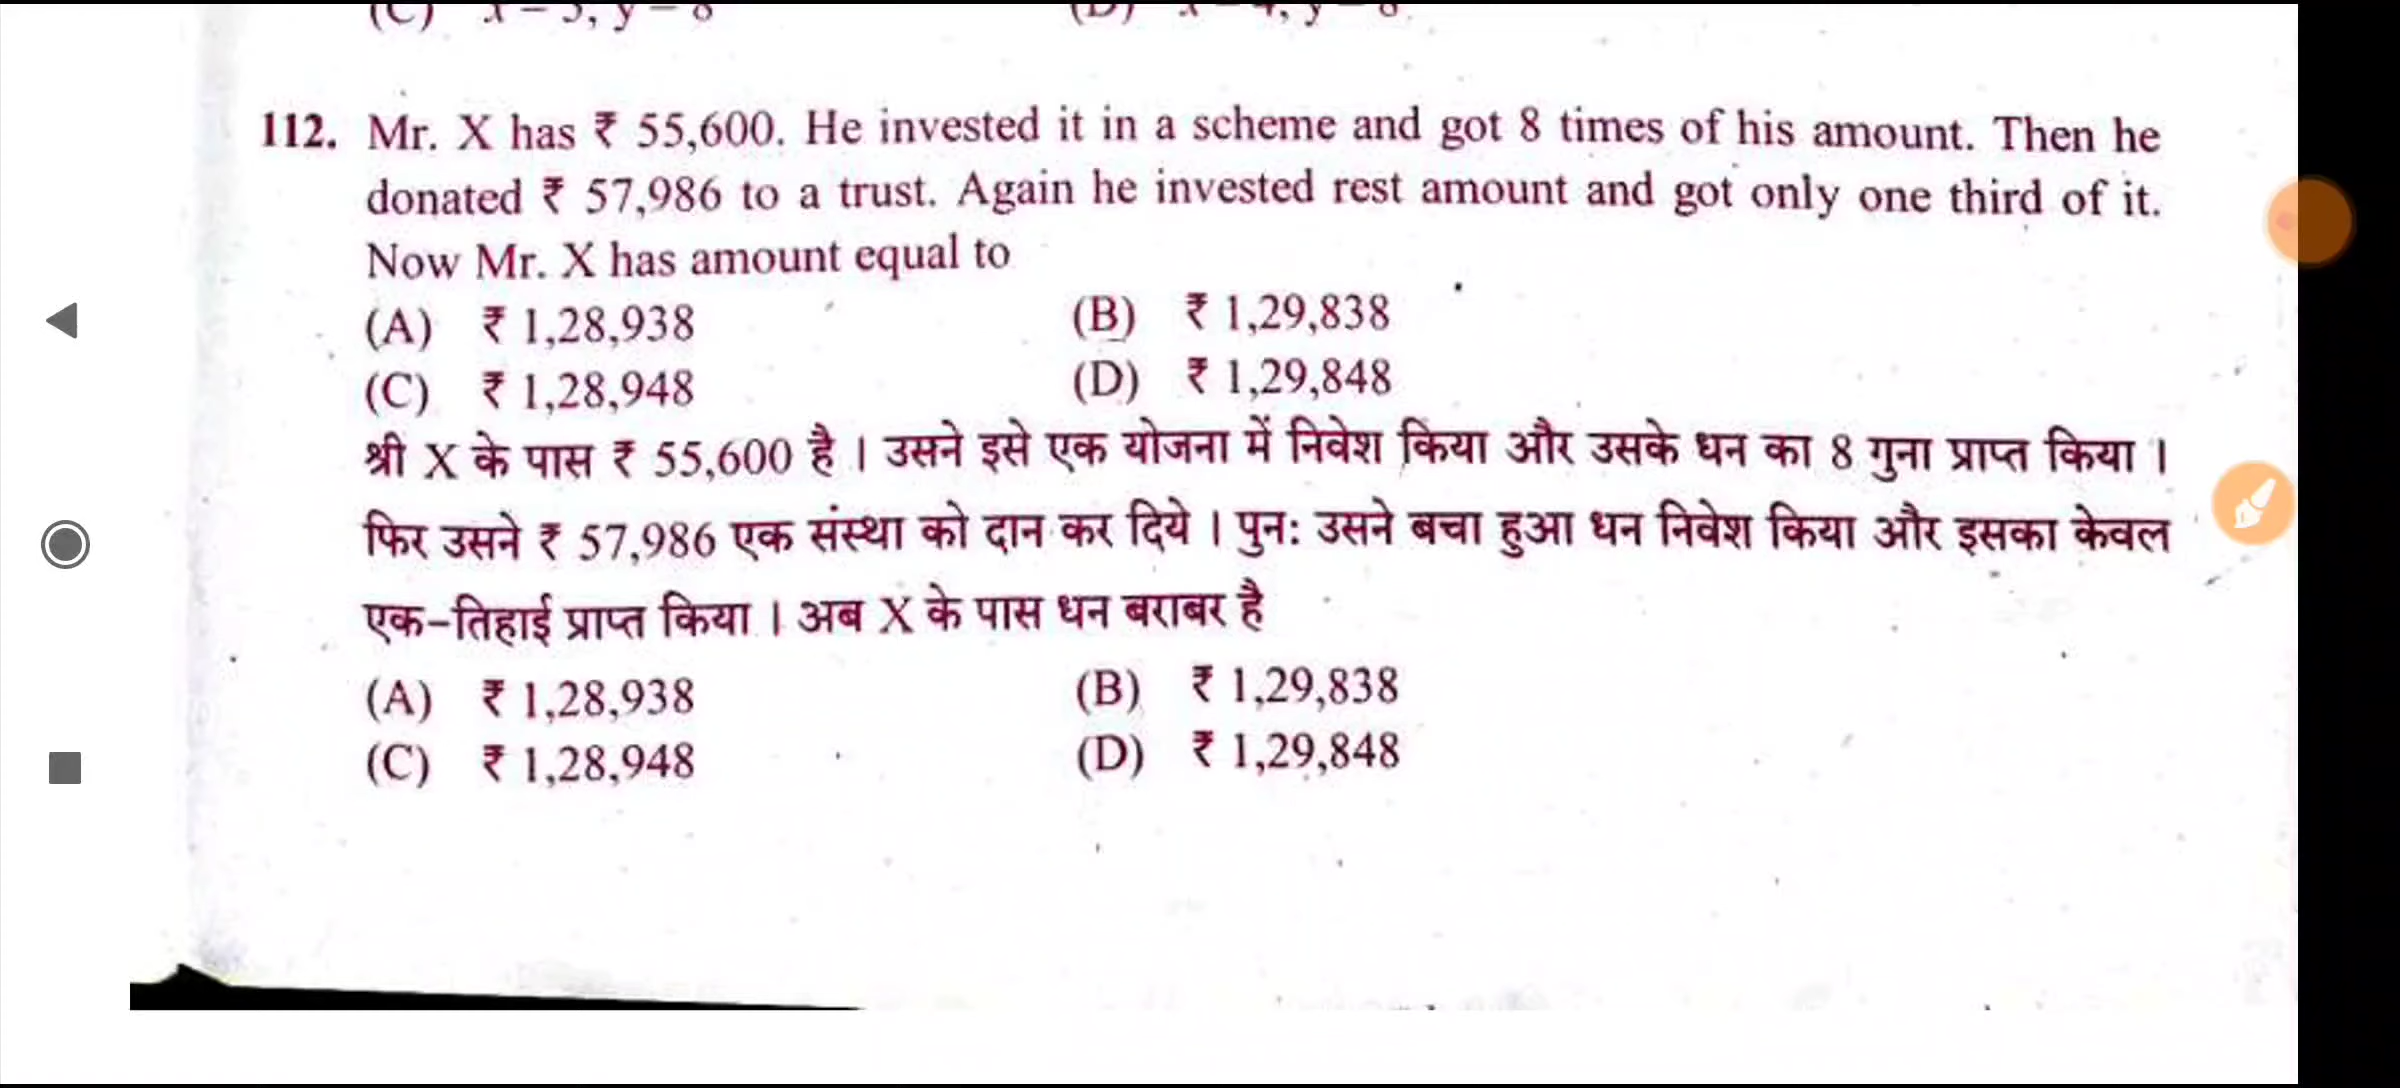 112. Mr. X has ₹ 55,600. He invested it in a scheme and got 8 times of his amount. Then he
donated ₹ 57,986 to a trust. Again he invested rest amount and got only one third of it.
Now Mr. X has amount equal to
(A) ₹ 1,28,938 (B) ₹ 1,29,838
(C) ₹ 1,28,948 (D) ₹ 1,29,848
श्री X के पास ₹ 55,600 है । उसने इसे एक योजना में निवेश किया और उसके धन का 8 गुना प्राप्त किया ।
फिर उसने ₹ 57,986 एक संस्था को दान कर दिये । पुन: उसने बचा हुआ धन निवेश किया और इसका केवल
एक-तिहाई प्राप्त किया । अब X के पास धन बराबर है
(A) ₹ 1,28,938 (B) ₹ 1,29,838
(C) ₹ 1,28,948 (D) ₹ 1,29,848